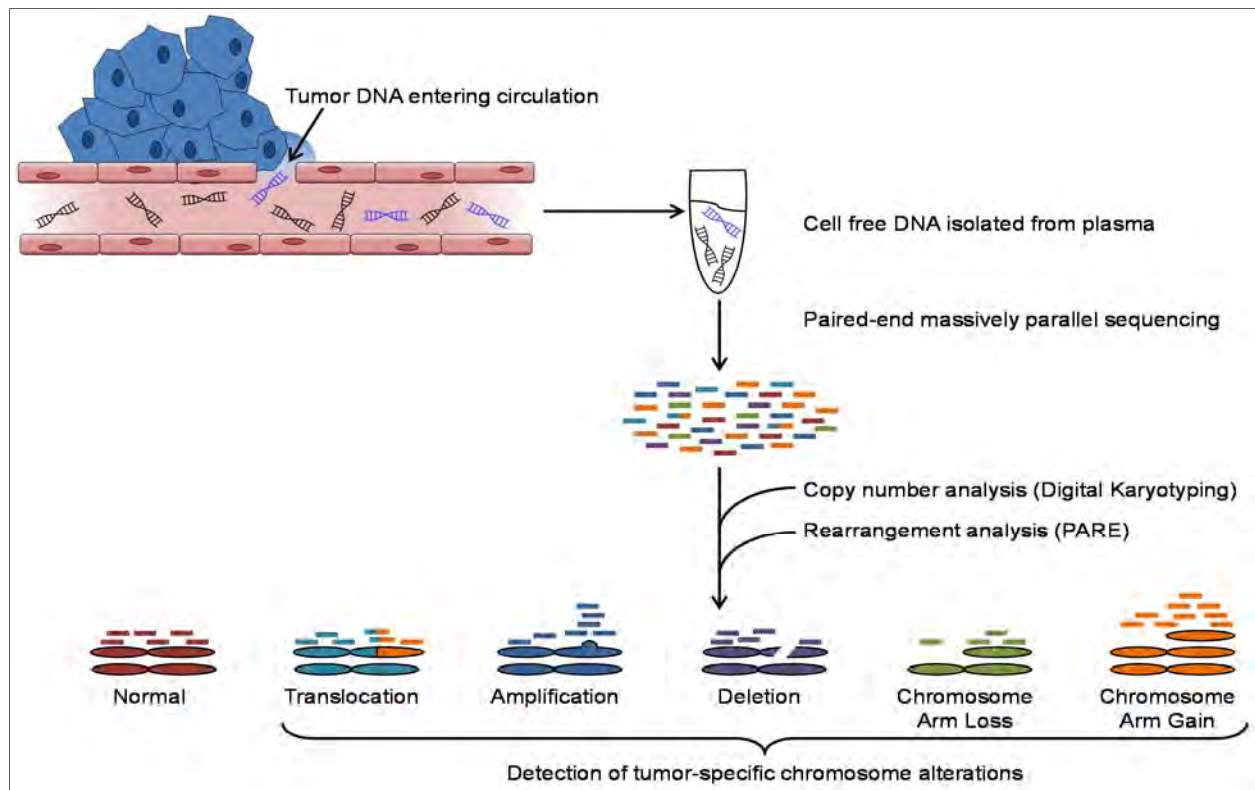 Tumor DNA entering circulation
Cell free DNA isolated from plasma
Paired-end massively parallel sequencing
Copy number analysis (Digital Karyotyping)
Rearrangement analysis (PARE)
Normal
Translocation
Amplification
Deletion
Chromosome
Arm Loss
Chromosome
Arm Gain
Detection of tumor-specific chromosome alterations